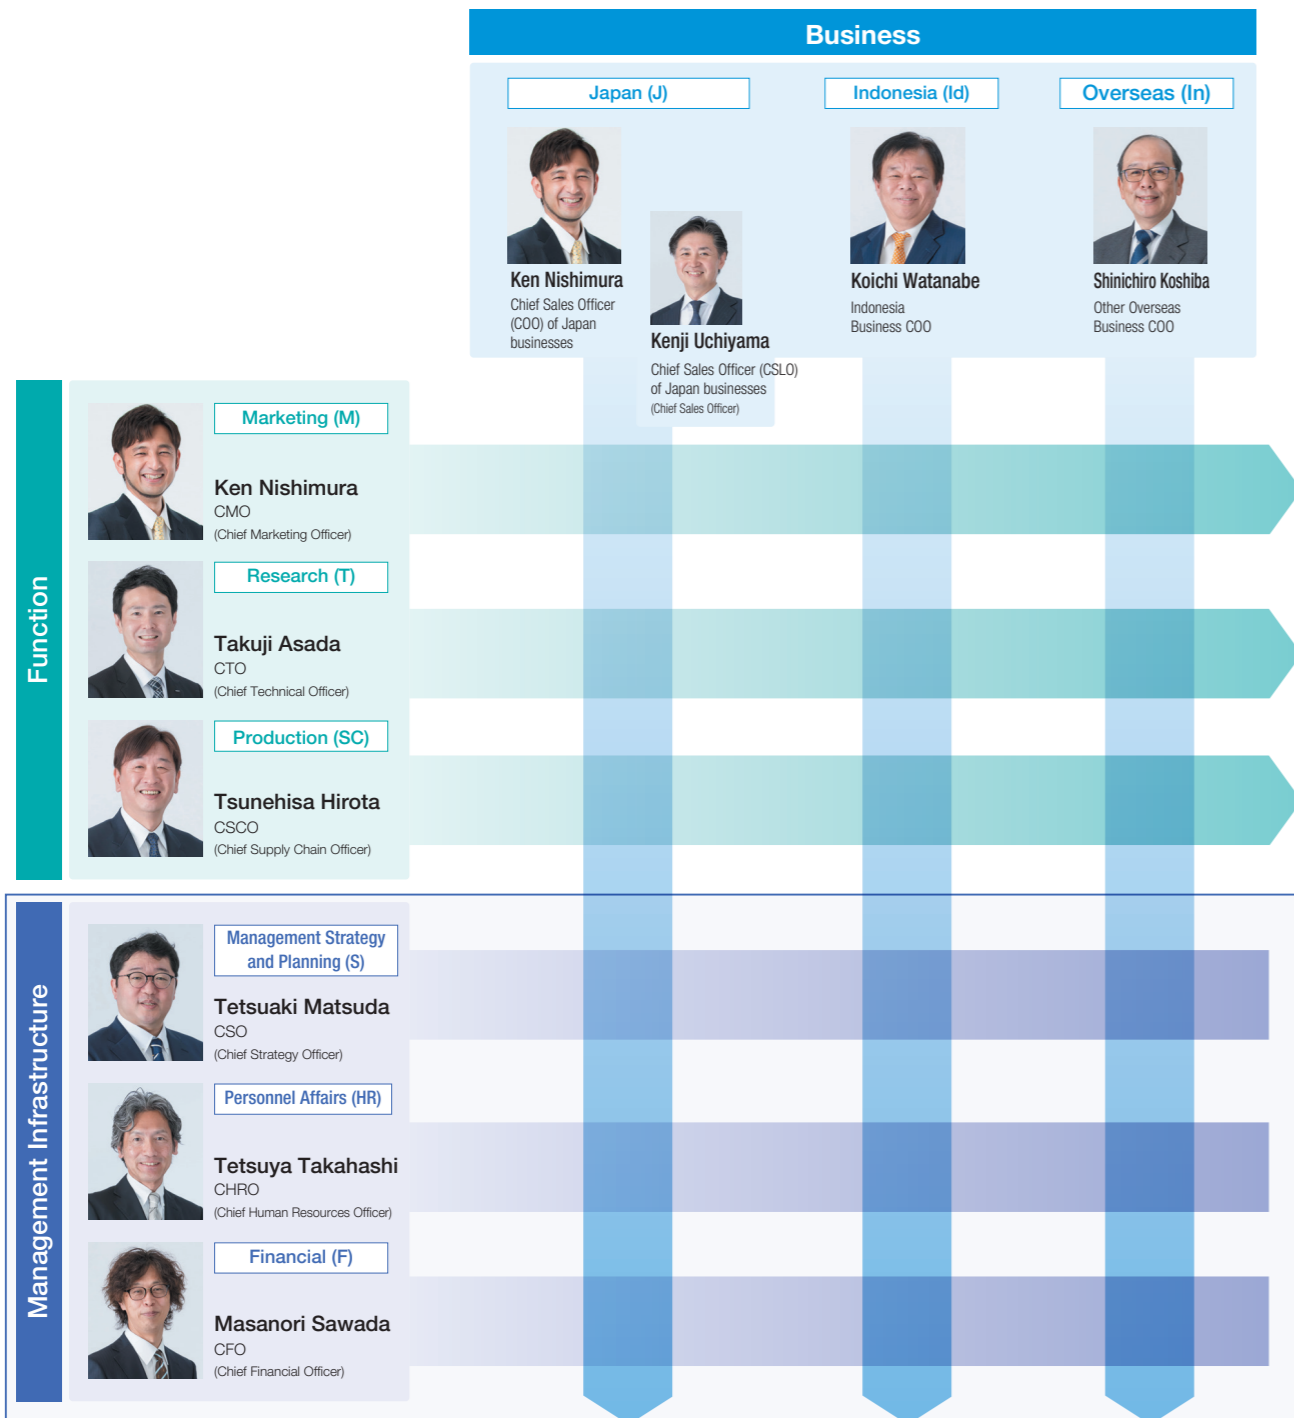 Business
Japan (J)
Indonesia (Id)
Overseas (In)
Ken Nishimura
Chief Sales Officer
(COO) of Japan
businesses
Kenji Uchiyama
Chief Sales Officer (CSLO)
of Japan businesses
(Chief Sales Officer)
Koichi Watanabe
Indonesia
Business COO
Shinichiro Koshiba
Other Overseas
Business COO
Function
Marketing (M)
Ken Nishimura
CMO
(Chief Marketing Officer)
Research (T)
Takuji Asada
CTO
(Chief Technical Officer)
Production (SC)
Tsunehisa Hirota
CSCO
(Chief Supply Chain Officer)
Management Infrastructure
Management Strategy
and Planning (S)
Tetsuaki Matsuda
CSO
(Chief Strategy Officer)
Personnel Affairs (HR)
Tetsuya Takahashi
CHRO
(Chief Human Resources Officer)
Financial (F)
Masanori Sawada
CFO
(Chief Financial Officer)